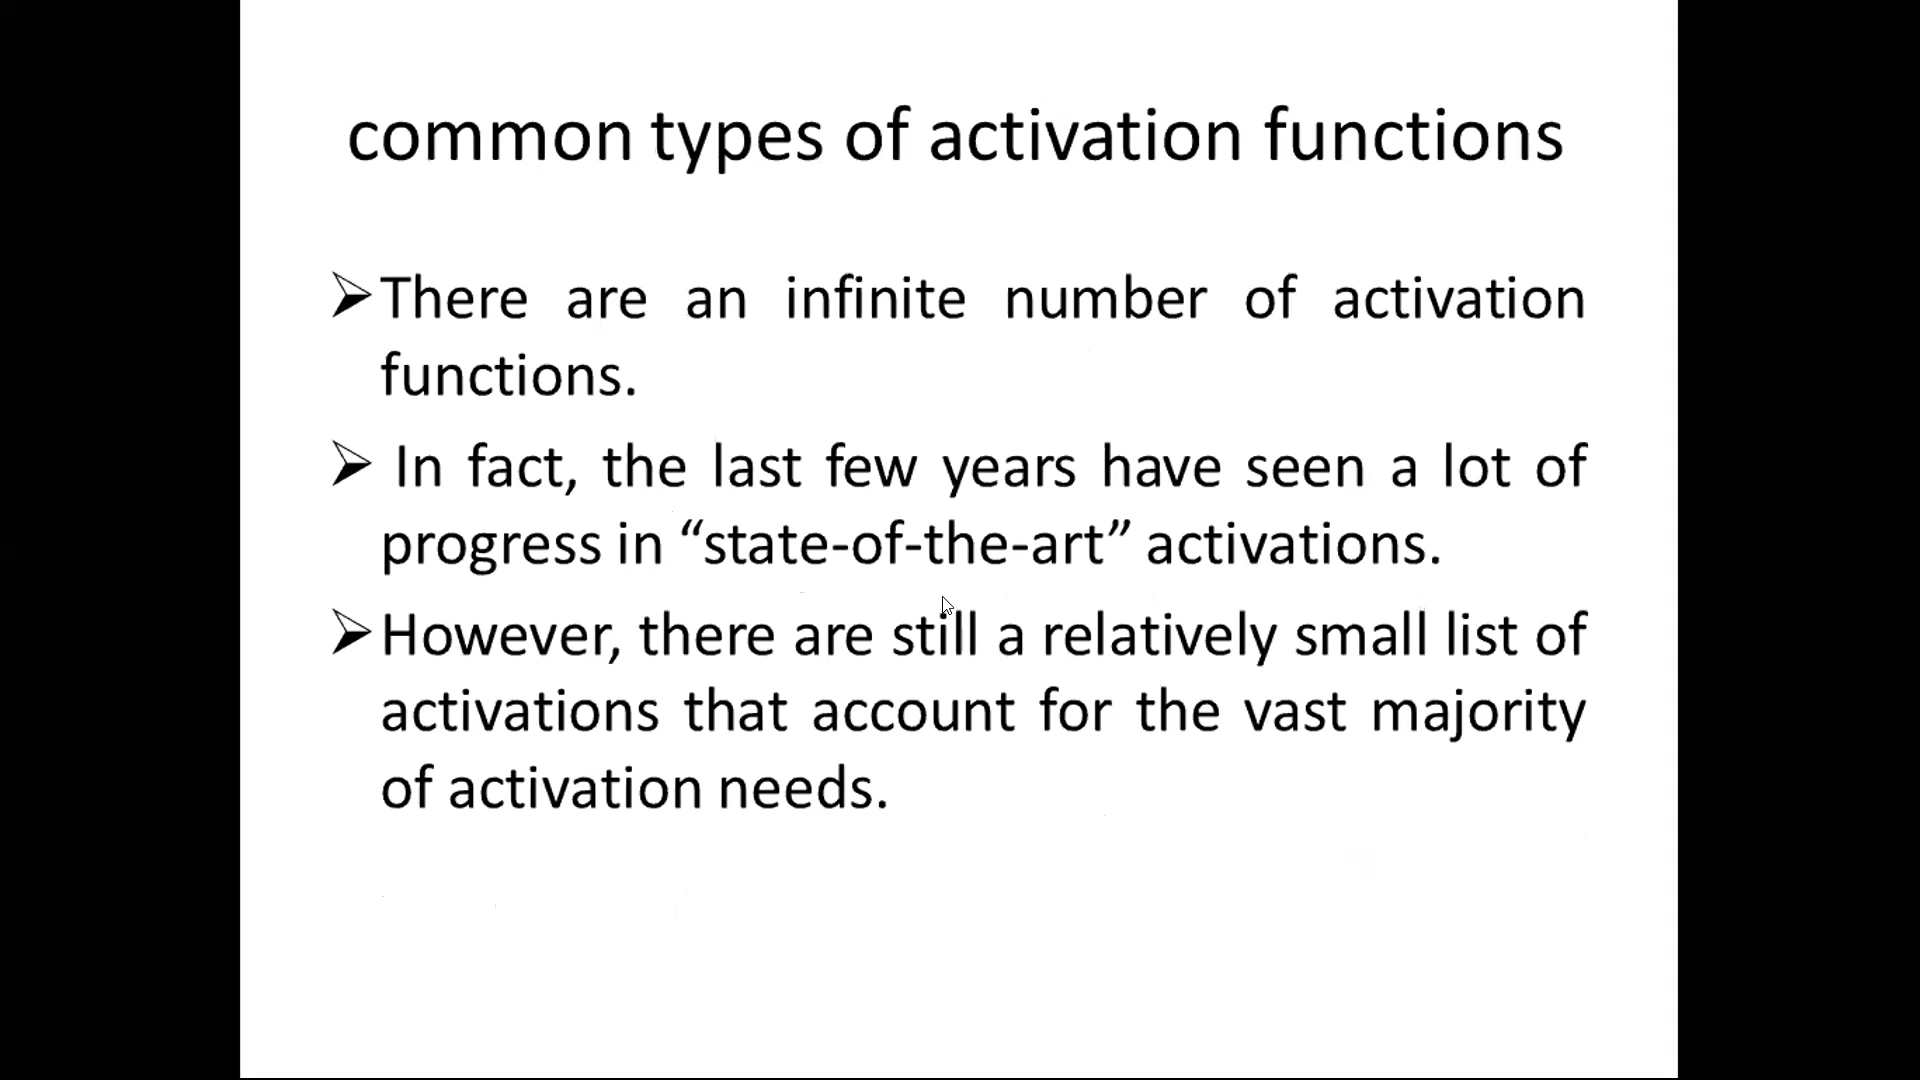 common types of activation functions
➢There are an infinite number of activation
functions.
➢ In fact, the last few years have seen a lot of
progress in “state-of-the-art” activations.
➢However, there are still a relatively small list of
activations that account for the vast majority
of activation needs.